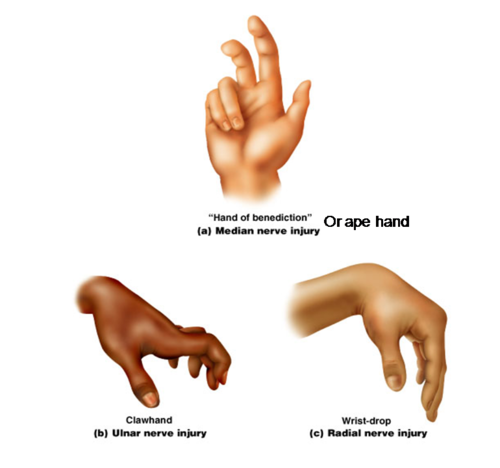 “Hand of benediction”
(a) Median nerve injury
Or ape hand
Clawhand
(b) Ulnar nerve injury
Wrist-drop
(c) Radial nerve injury